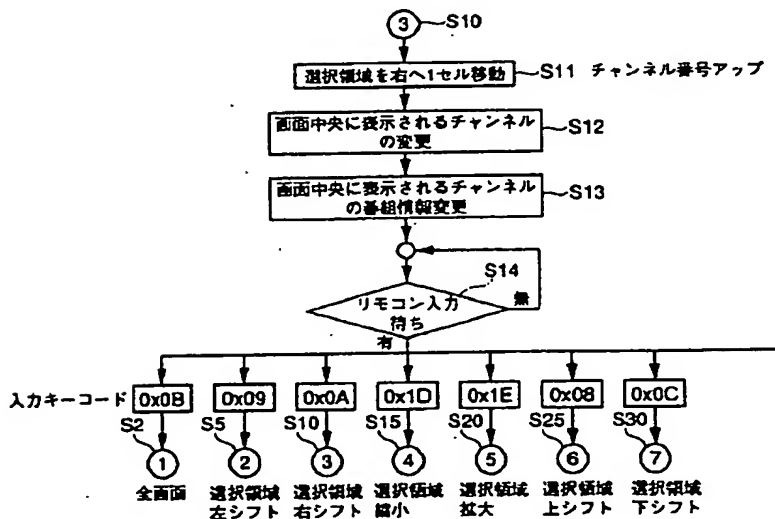 3 S10
選択領域を右へ1セル移動 S11 チャンネル番号アップ
画面中央に表示されるチャンネル
の変更
S12
画面中央に表示されるチャンネル
の番組情報変更
S13
S14
リモコン入力
待ち
無
有
入力キーコード 0x0B 0x09 0x0A 0x1D 0x1E 0x08 0x0C
S2 S5 S10 S15 S20 S25 S30
1 2 3 4 5 6 7
全画面 選択領域 選択領域 選択領域 選択領域 選択領域 選択領域
左シフト 右シフト 縮小 拡大 上シフト 下シフト